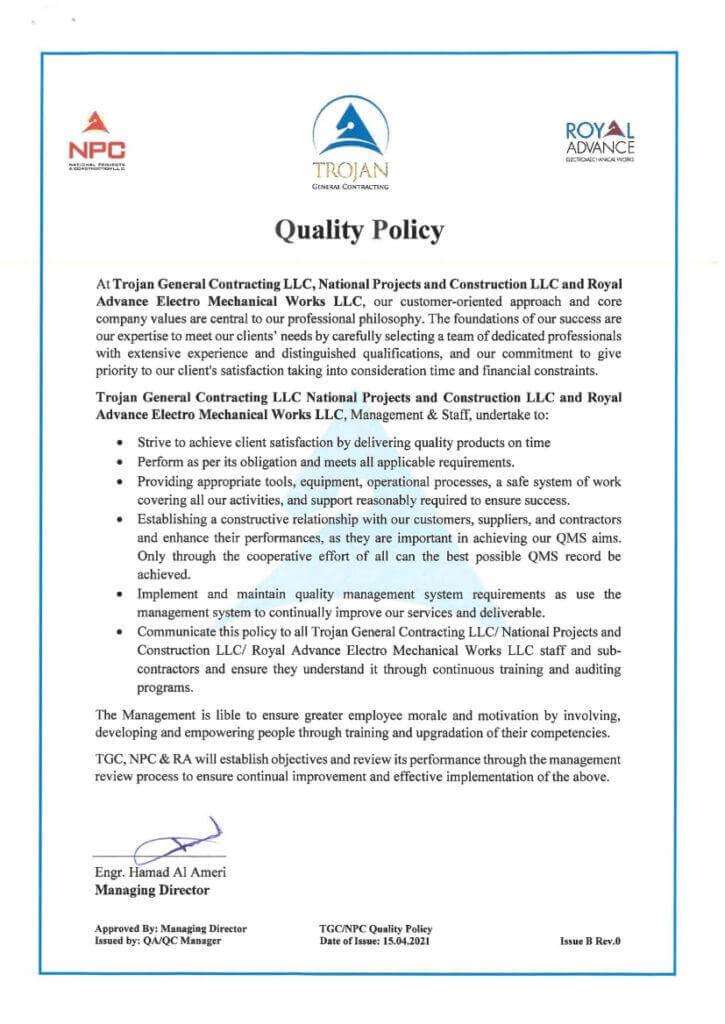 NPC
NATIONAL PROJECTS
& CONSTRUCTION L.L.C.
TROJAN
GENERAL CONTRACTING
ROYAL
ADVANCE
ELECTROMECHANICAL WORKS
Quality Policy
At Trojan General Contracting LLC, National Projects and Construction LLC and Royal
Advance Electro Mechanical Works LLC, our customer-oriented approach and core
company values are central to our professional philosophy. The foundations of our success are
our expertise to meet our clients' needs by carefully selecting a team of dedicated professionals
with extensive experience and distinguished qualifications, and our commitment to give
priority to our client's satisfaction taking into consideration time and financial constraints.
Trojan General Contracting LLC National Projects and Construction LLC and Royal
Advance Electro Mechanical Works LLC, Management & Staff, undertake to:
• Strive to achieve client satisfaction by delivering quality products on time
• Perform as per its obligation and meets all applicable requirements.
• Providing appropriate tools, equipment, operational processes, a safe system of work
covering all our activities, and support reasonably required to ensure success.
• Establishing a constructive relationship with our customers, suppliers, and contractors
and enhance their performances, as they are important in achieving our QMS aims.
Only through the cooperative effort of all can the best possible QMS record be
achieved.
• Implement and maintain quality management system requirements as use the
management system to continually improve our services and deliverable.
• Communicate this policy to all Trojan General Contracting LLC/ National Projects and
Construction LLC/ Royal Advance Electro Mechanical Works LLC staff and sub-
contractors and ensure they understand it through continuous training and auditing
programs.
The Management is lible to ensure greater employee morale and motivation by involving,
developing and empowering people through training and upgradation of their competencies.
TGC, NPC & RA will establish objectives and review its performance through the management
review process to ensure continual improvement and effective implementation of the above.
Engr. Hamad Al Ameri
Managing Director
Approved By: Managing Director
Issued by: QA/QC Manager
TGC/NPC Quality Policy
Date of Issue: 15.04.2021
Issue B Rev.0